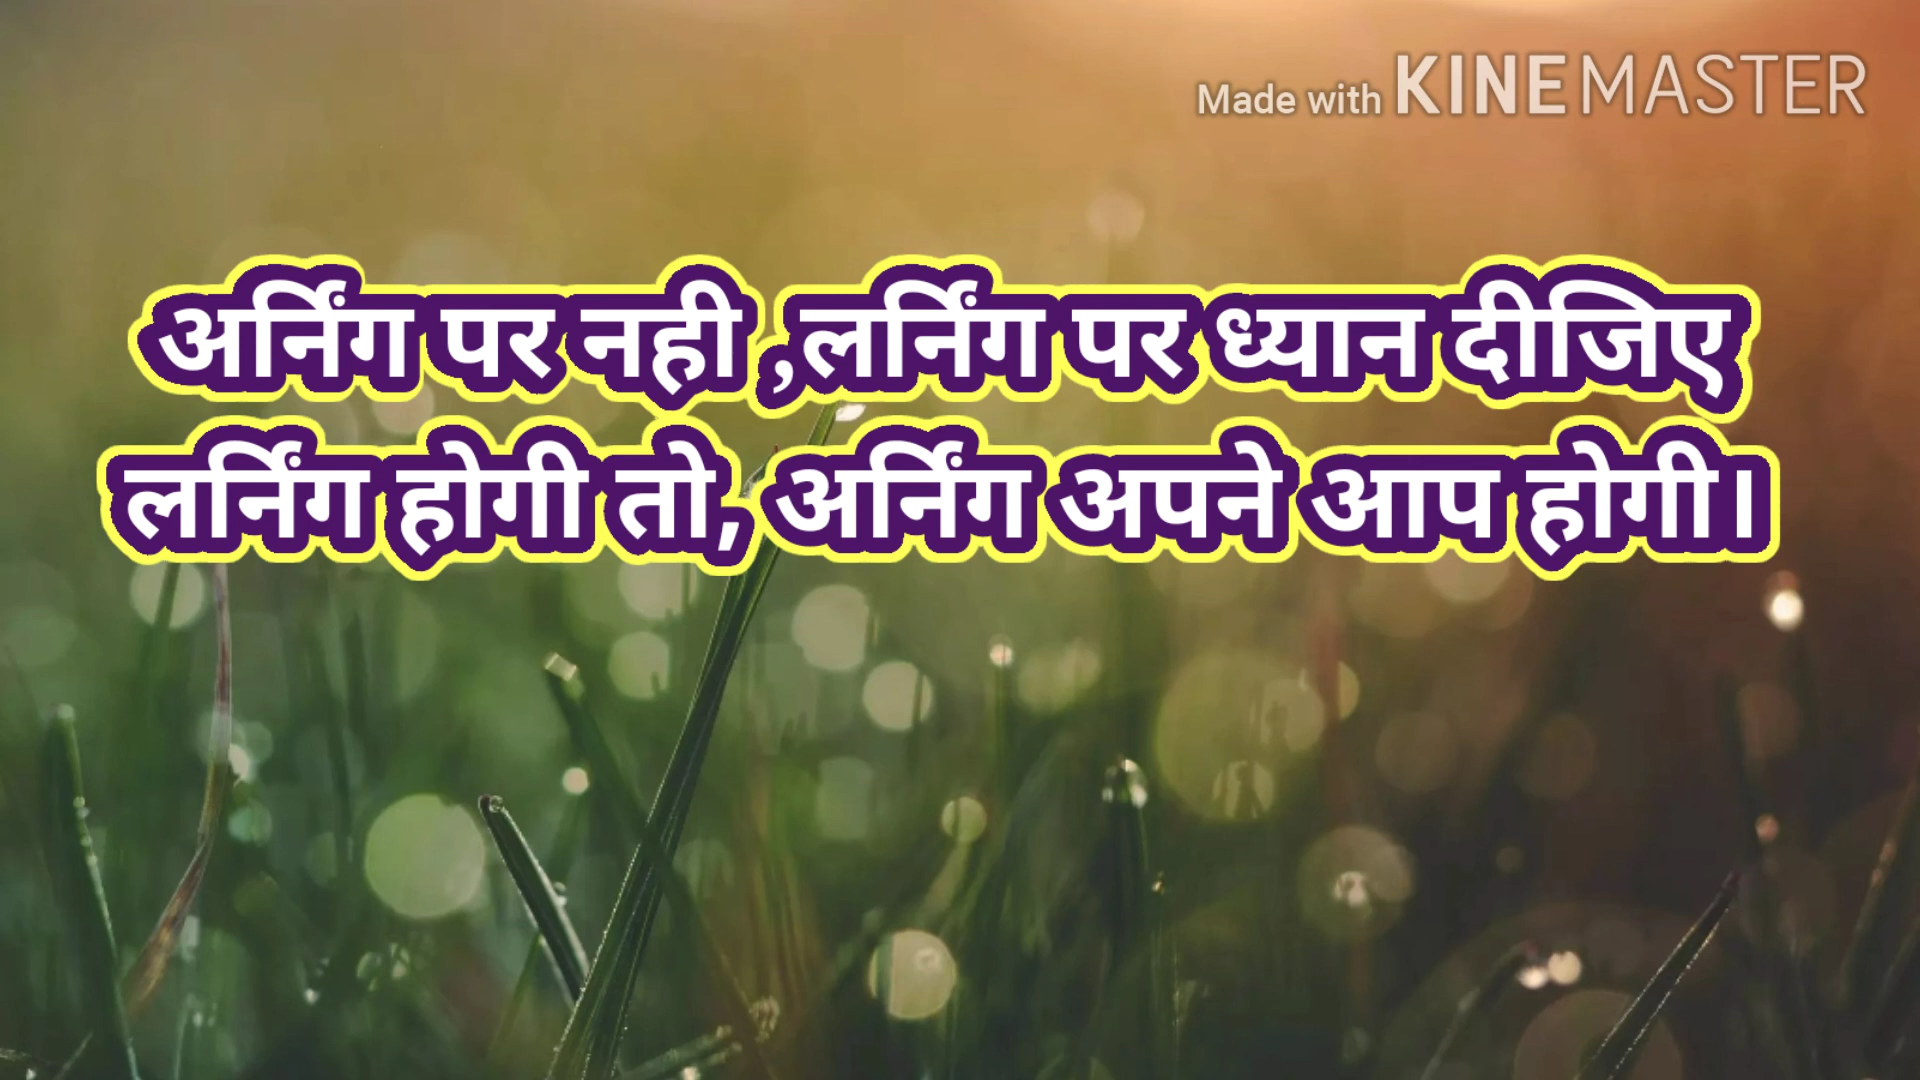 Made with KINEMASTER
अर्निंग पर नही ,लर्निंग पर ध्यान दीजिए
लर्निंग होगी तो, अर्निंग अपने आप होगी।